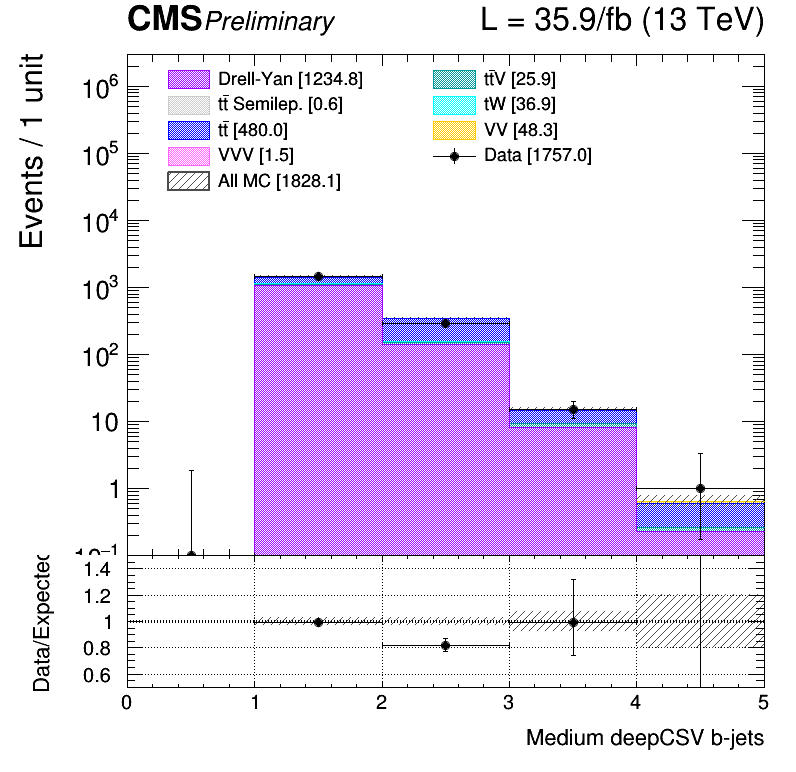 CMS Preliminary L = 35.9/fb (13 TeV)
Events / 1 unit
Drell-Yan [1234.8]
tt̄ Semilep. [0.6]
tt̄ [480.0]
VVV [1.5]
All MC [1828.1]
tt̄V [25.9]
tW [36.9]
VV [48.3]
Data [1757.0]
10⁶
10⁵
10⁴
10³
10²
10
1
10⁻¹
Data/Expected
1.4
1.2
1
0.8
0.6
0 1 2 3 4 5
Medium deepCSV b-jets